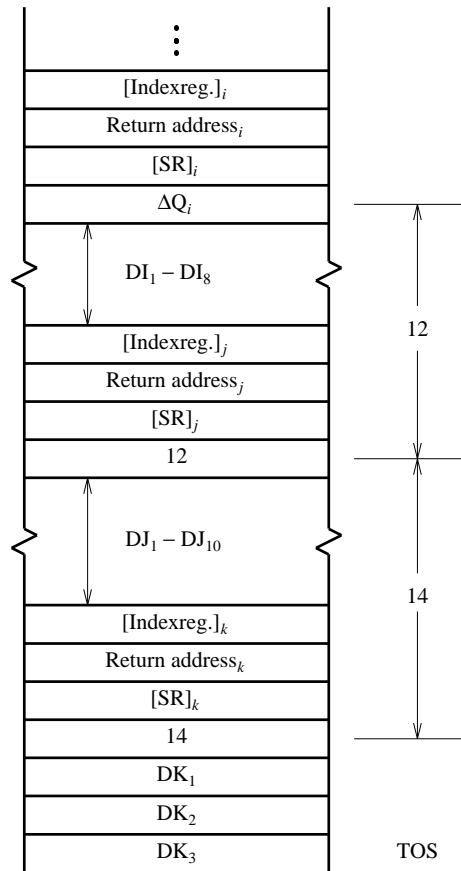 ⋮
[Indexreg.]i
Return addressi
[SR]i
ΔQi
DI1 − DI8
12
[Indexreg.]j
Return addressj
[SR]j
12
DJ1 − DJ10
14
[Indexreg.]k
Return addressk
[SR]k
14
DK1
DK2
DK3 TOS